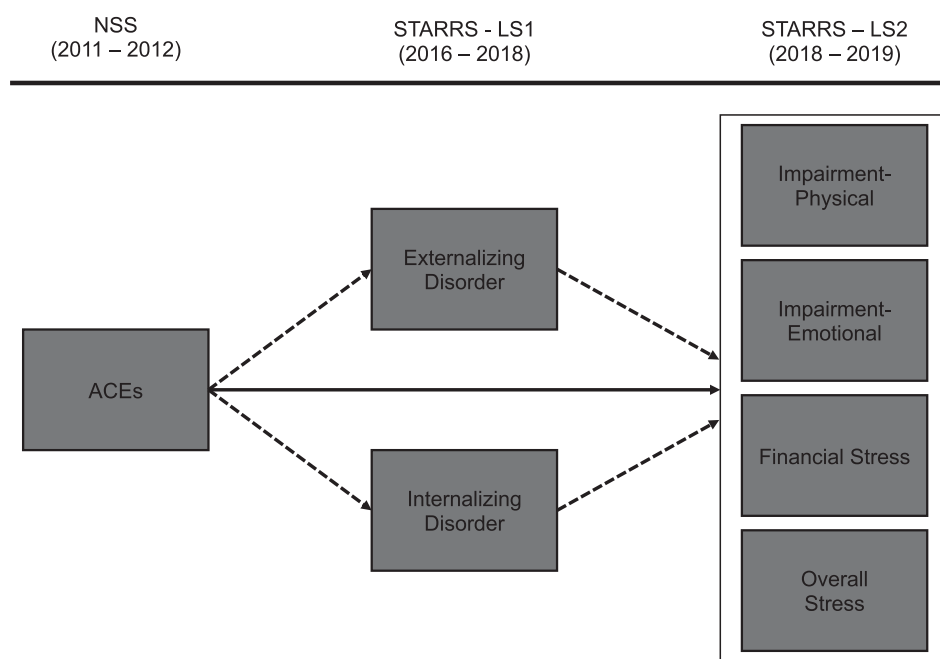 NSS
(2011 – 2012)
STARRS - LS1
(2016 – 2018)
STARRS – LS2
(2018 – 2019)
Impairment-
Physical
Externalizing
Disorder
Impairment-
Emotional
ACEs
Financial Stress
Internalizing
Disorder
Overall
Stress